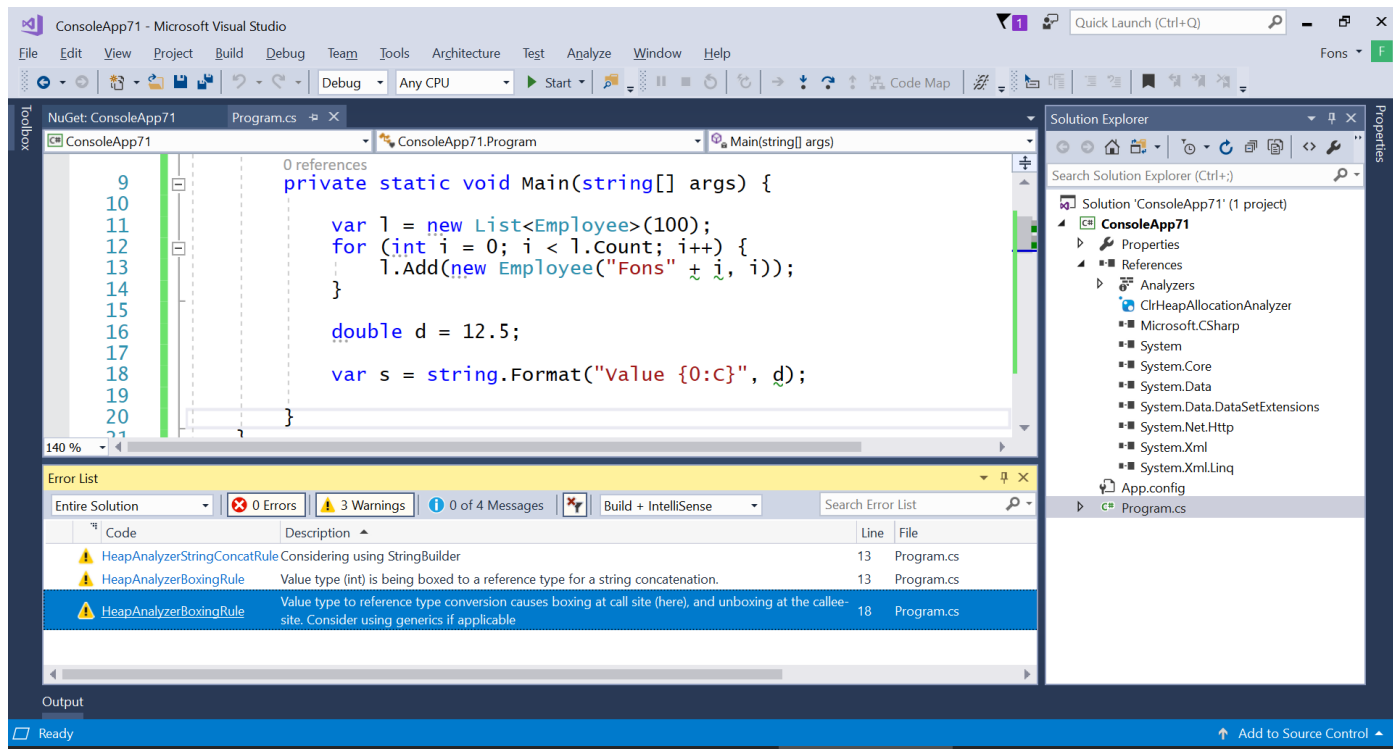 ConsoleApp71 - Microsoft Visual Studio
1
Quick Launch (Ctrl+Q)
File Edit View Project Build Debug Team Tools Architecture Test Analyze Window Help
Fons F
Debug Any CPU Start Code Map
Toolbox
NuGet: ConsoleApp71 Program.cs
C# ConsoleApp71 ConsoleApp71.Program Main(string[] args)
0 references
9 private static void Main(string[] args) {
10
11 var l = new List<Employee>(100);
12 for (int i = 0; i < l.Count; i++) {
13 l.Add(new Employee("Fons" + i, i));
14 }
15
16 double d = 12.5;
17
18 var s = string.Format("Value {0:C}", d);
19
20 }
21 }
140 %
Error List
Entire Solution 0 Errors 3 Warnings 0 of 4 Messages Build + IntelliSense Search Error List
Code Description Line File
HeapAnalyzerStringConcatRule Considering using StringBuilder 13 Program.cs
HeapAnalyzerBoxingRule Value type (int) is being boxed to a reference type for a string concatenation. 13 Program.cs
HeapAnalyzerBoxingRule Value type to reference type conversion causes boxing at call site (here), and unboxing at the callee-
site. Consider using generics if applicable 18 Program.cs
Output
Solution Explorer
Search Solution Explorer (Ctrl+;)
Solution 'ConsoleApp71' (1 project)
C# ConsoleApp71
Properties
References
Analyzers
ClrHeapAllocationAnalyzer
Microsoft.CSharp
System
System.Core
System.Data
System.Data.DataSetExtensions
System.Net.Http
System.Xml
System.Xml.Linq
App.config
C# Program.cs
Properties
Ready
Add to Source Control